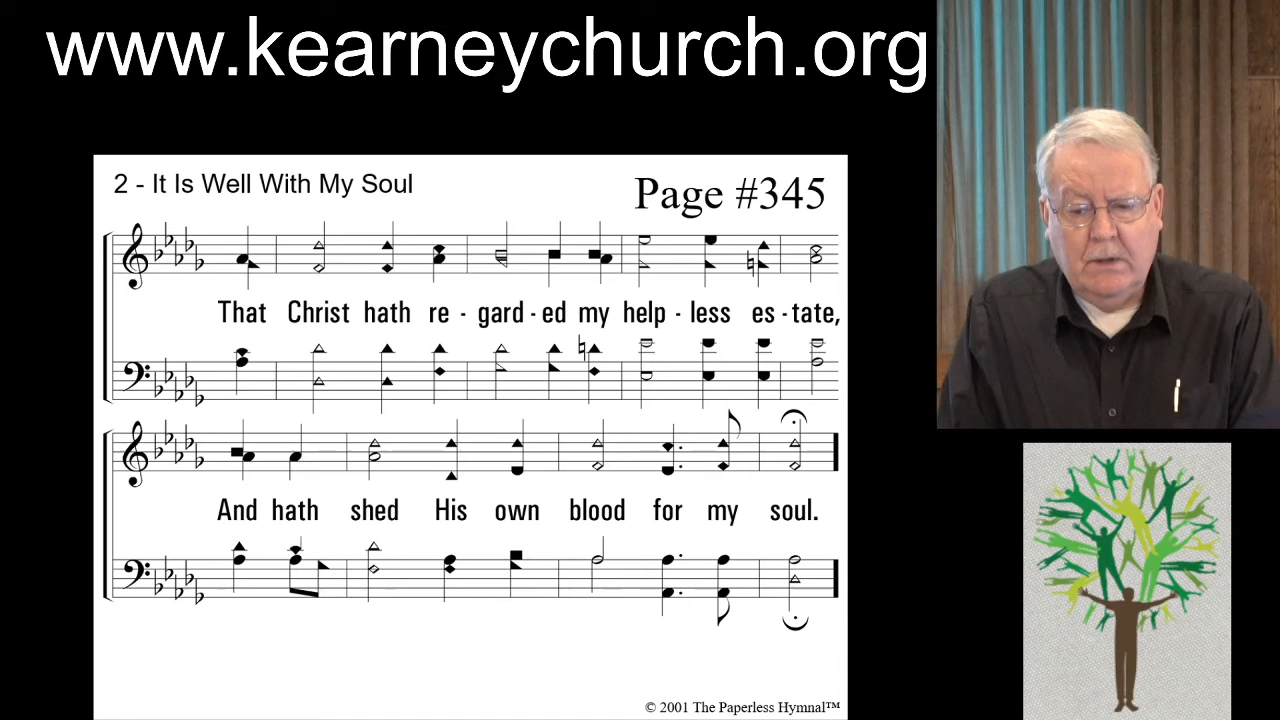 www.kearneychurch.org
2 - It Is Well With My Soul
Page #345
That Christ hath re - gard - ed my help - less es - tate,
And hath shed His own blood for my soul.
© 2001 The Paperless Hymnal™